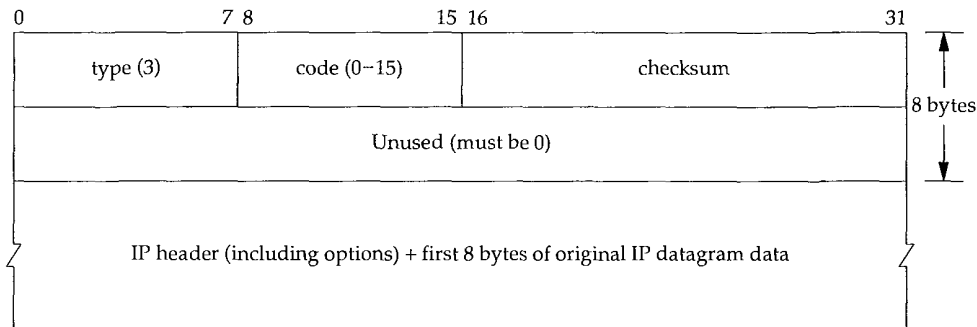 0 7 8 15 16 31
type (3) code (0–15) checksum
8 bytes
Unused (must be 0)
IP header (including options) + first 8 bytes of original IP datagram data